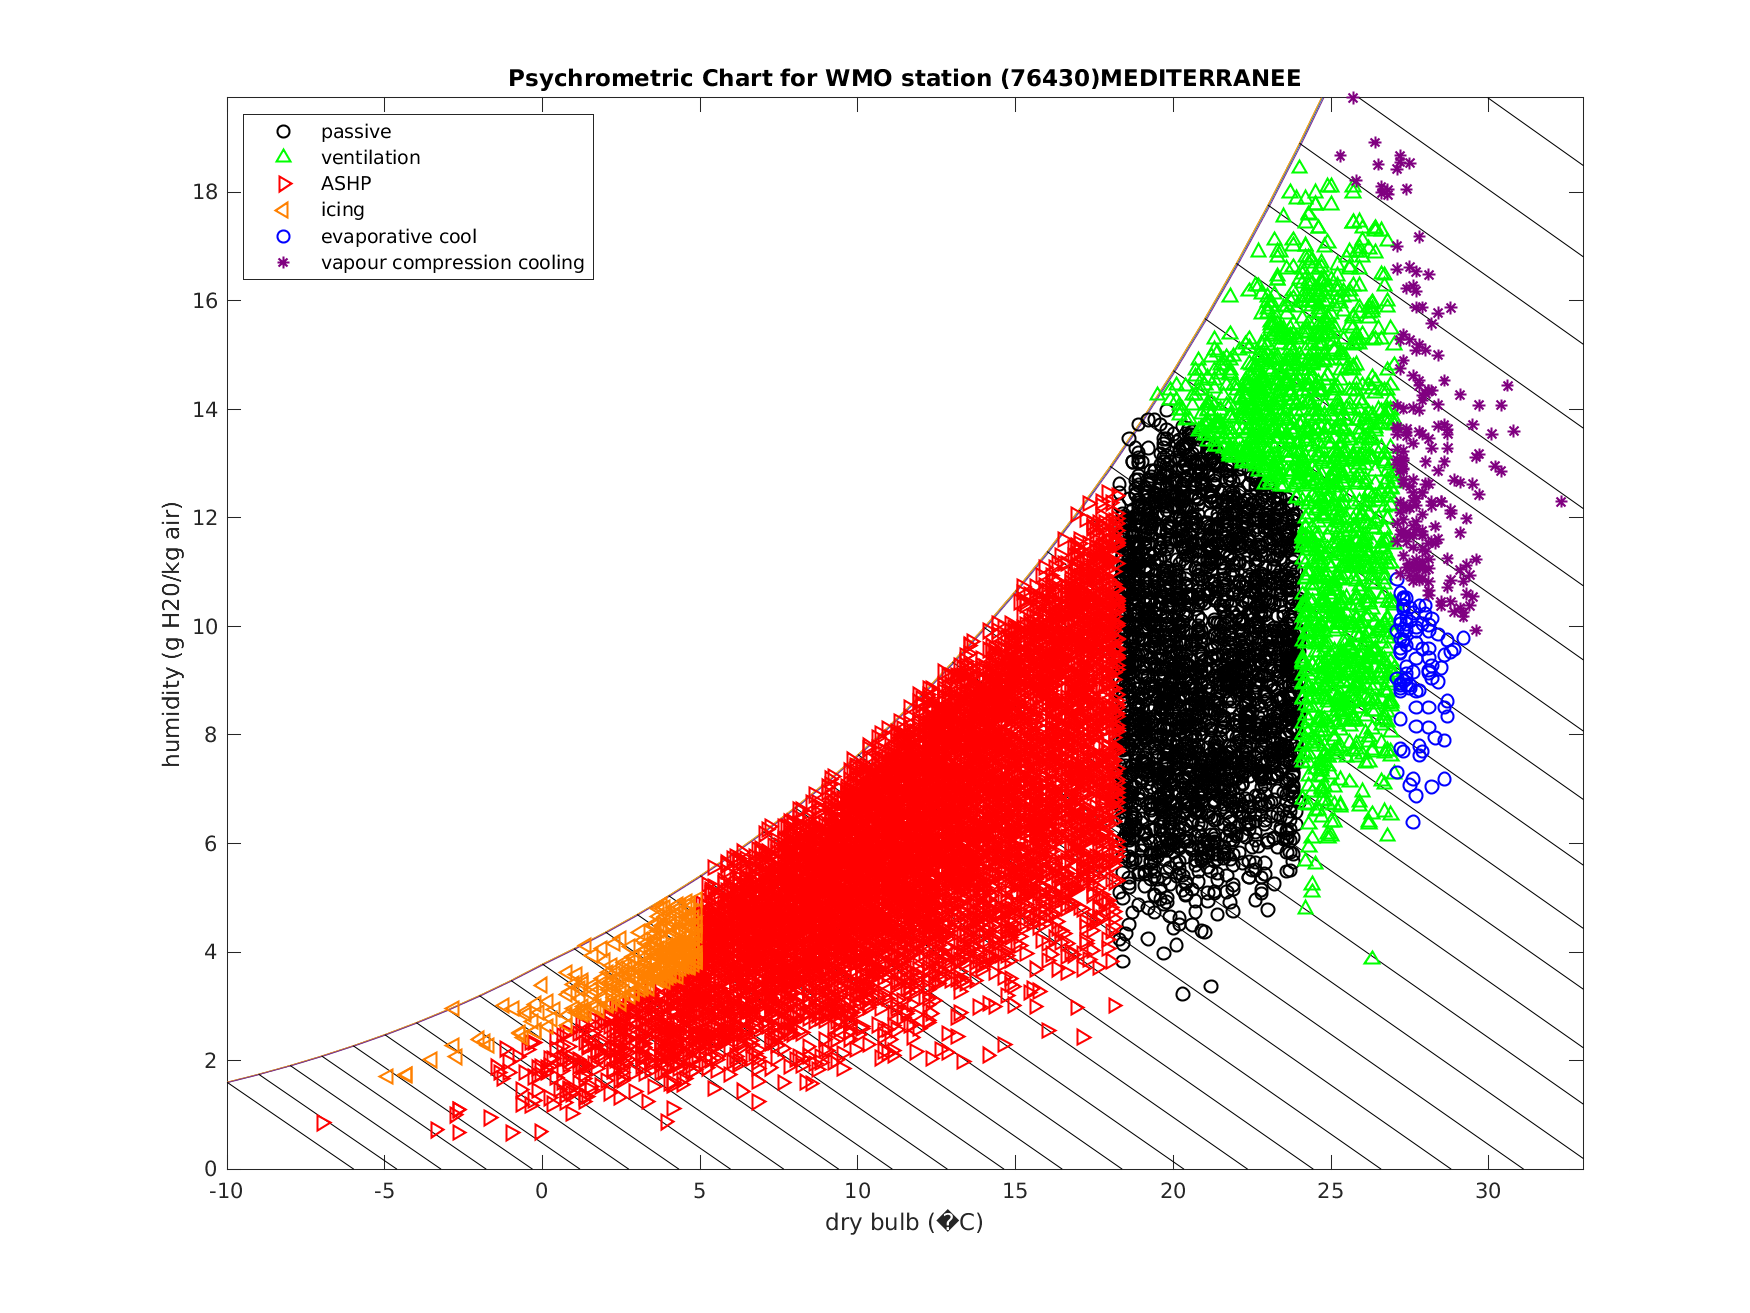 Psychrometric Chart for WMO station (76430)MEDITERRANEE
passive
ventilation
ASHP
icing
evaporative cool
vapour compression cooling
humidity (g H20/kg air)
18
16
14
12
10
8
6
4
2
0
-10 -5 0 5 10 15 20 25 30
dry bulb (�C)